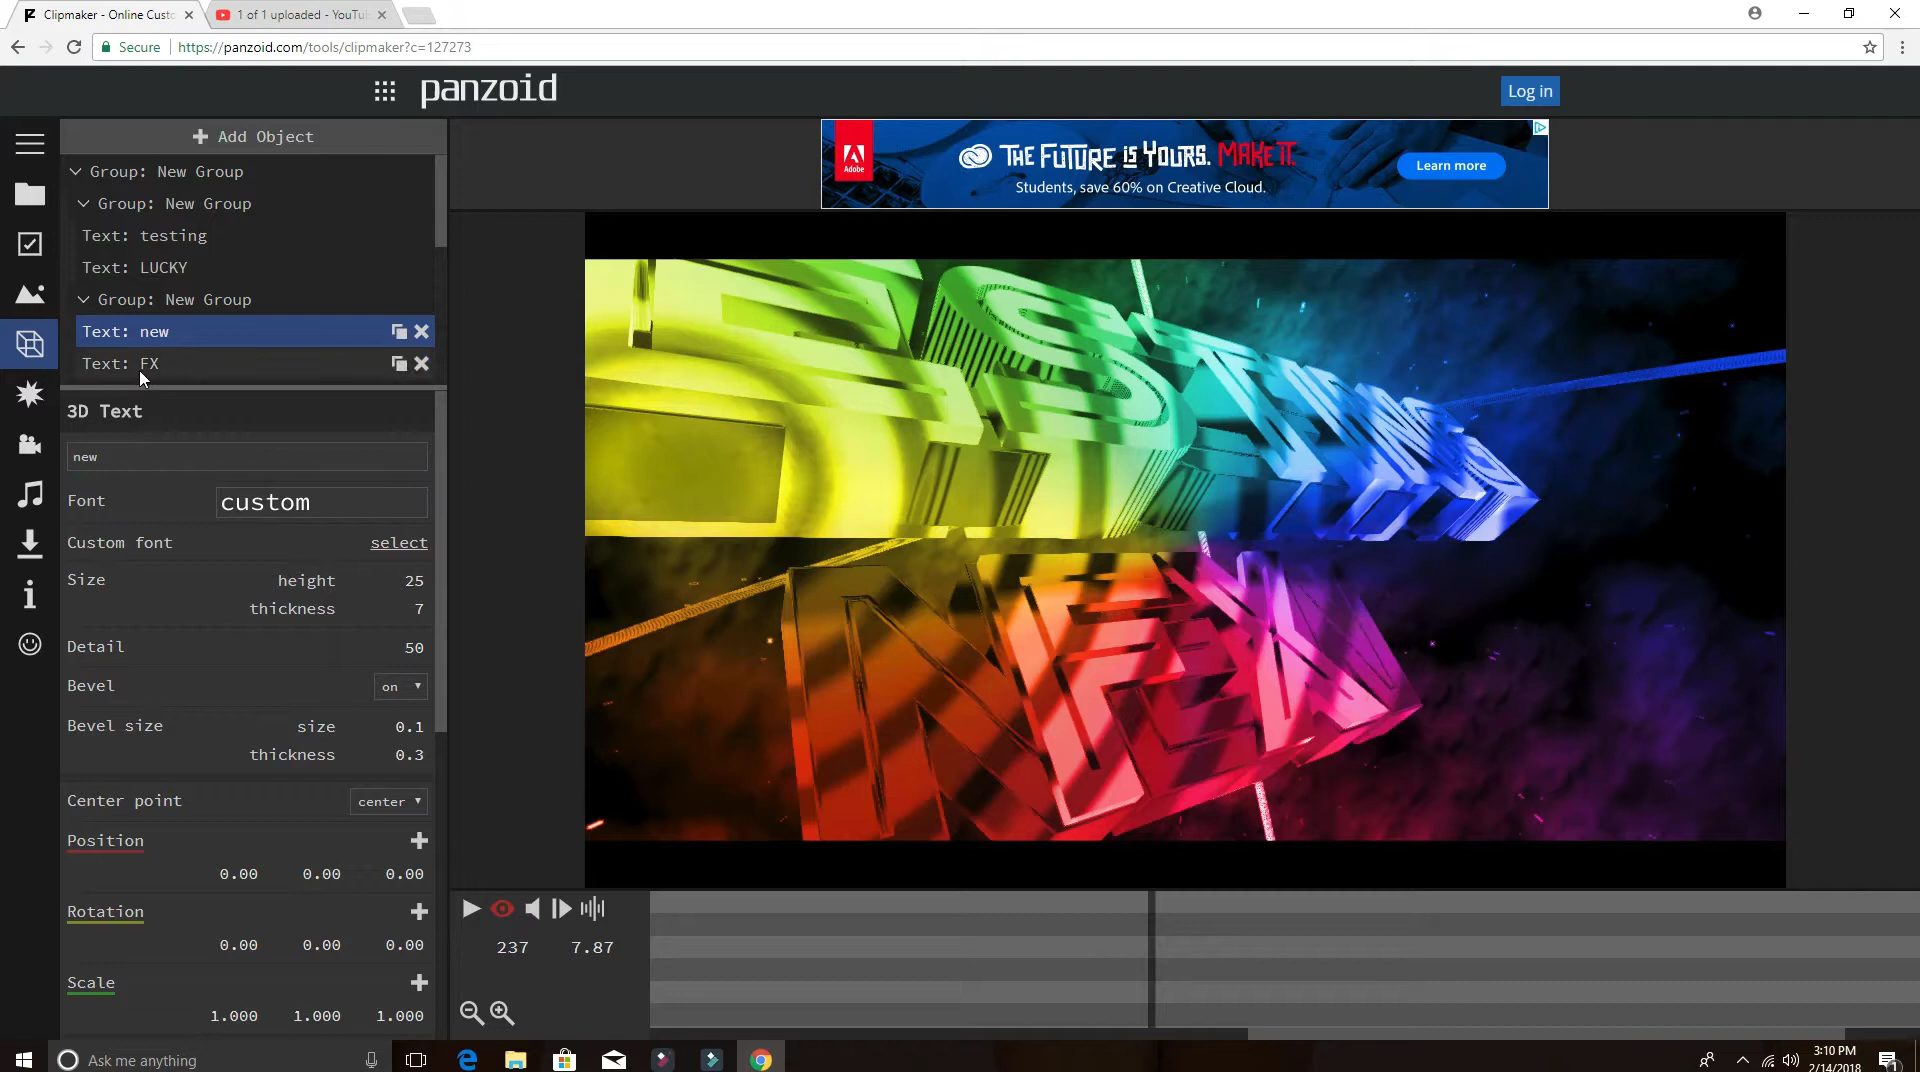 Clipmaker - Online Custo
1 of 1 uploaded - YouTu
Secure | https://panzoid.com/tools/clipmaker?c=127273
panzoid
Log in
Add Object
Group: New Group
Group: New Group
Text: testing
Text: LUCKY
Group: New Group
Text: new
Text: FX
Adobe
THE FUTURE IS YOURS. MAKE IT.
Students, save 60% on Creative Cloud.
Learn more
3D Text
new
Font custom
Custom font select
Size height 25
thickness 7
Detail 50
Bevel on
Bevel size size 0.1
thickness 0.3
Center point center
Position
0.00 0.00 0.00
Rotation
0.00 0.00 0.00
Scale
1.000 1.000 1.000
237 7.87
Ask me anything
3:10 PM
2/14/2018